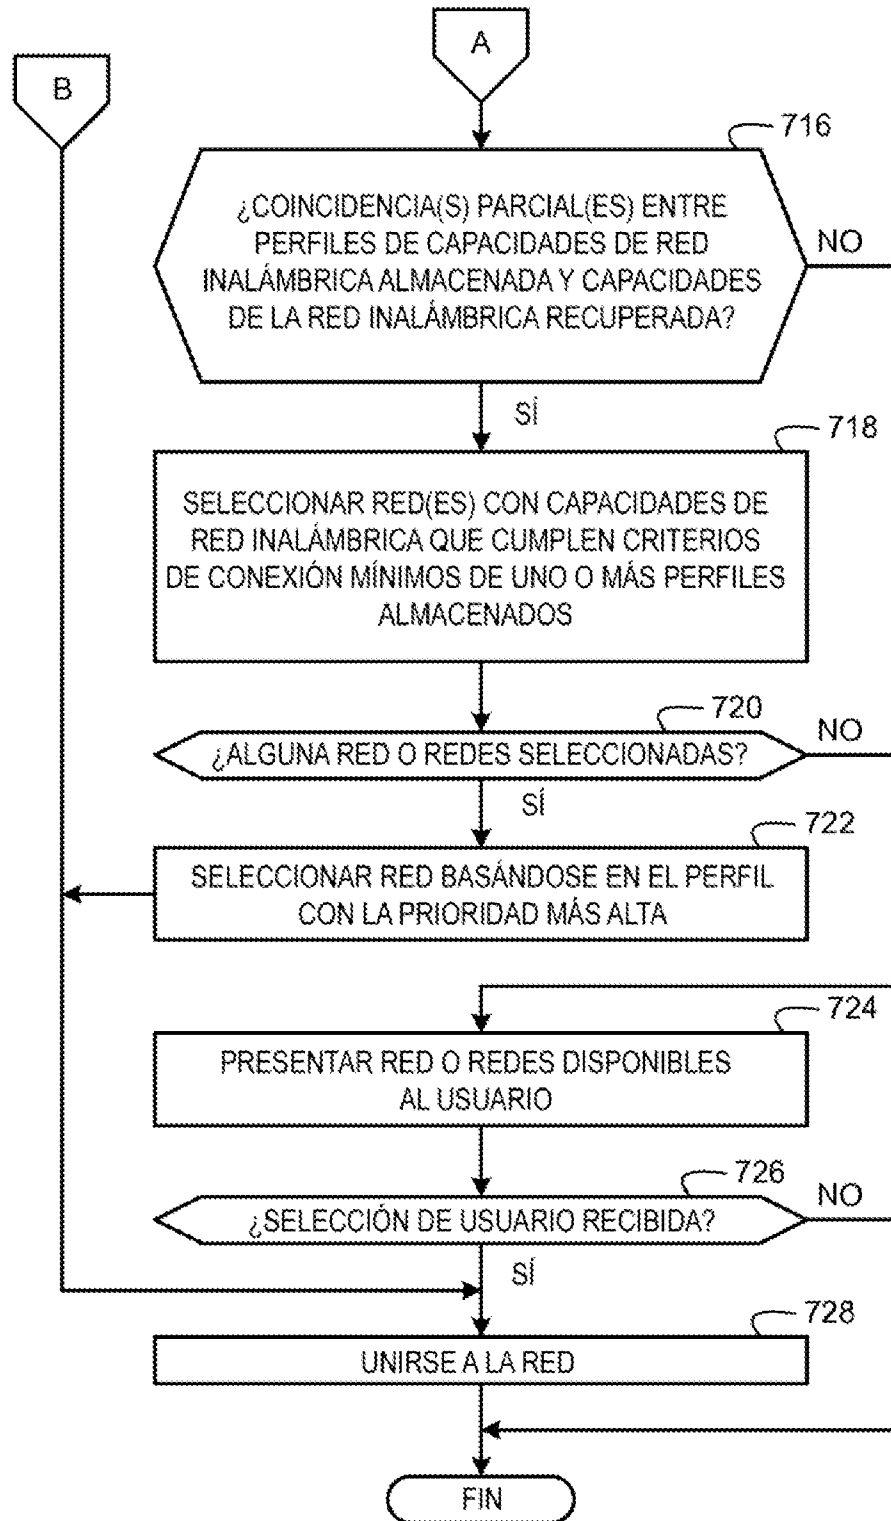 A
B
716
¿COINCIDENCIA(S) PARCIAL(ES) ENTRE
PERFILES DE CAPACIDADES DE RED
INALÁMBRICA ALMACENADA Y CAPACIDADES
DE LA RED INALÁMBRICA RECUPERADA?
NO
SÍ
718
SELECCIONAR RED(ES) CON CAPACIDADES DE
RED INALÁMBRICA QUE CUMPLEN CRITERIOS
DE CONEXIÓN MÍNIMOS DE UNO O MÁS PERFILES
ALMACENADOS
720
¿ALGUNA RED O REDES SELECCIONADAS?
NO
SÍ
722
SELECCIONAR RED BASÁNDOSE EN EL PERFIL
CON LA PRIORIDAD MÁS ALTA
724
PRESENTAR RED O REDES DISPONIBLES
AL USUARIO
726
¿SELECCIÓN DE USUARIO RECIBIDA?
NO
SÍ
728
UNIRSE A LA RED
FIN